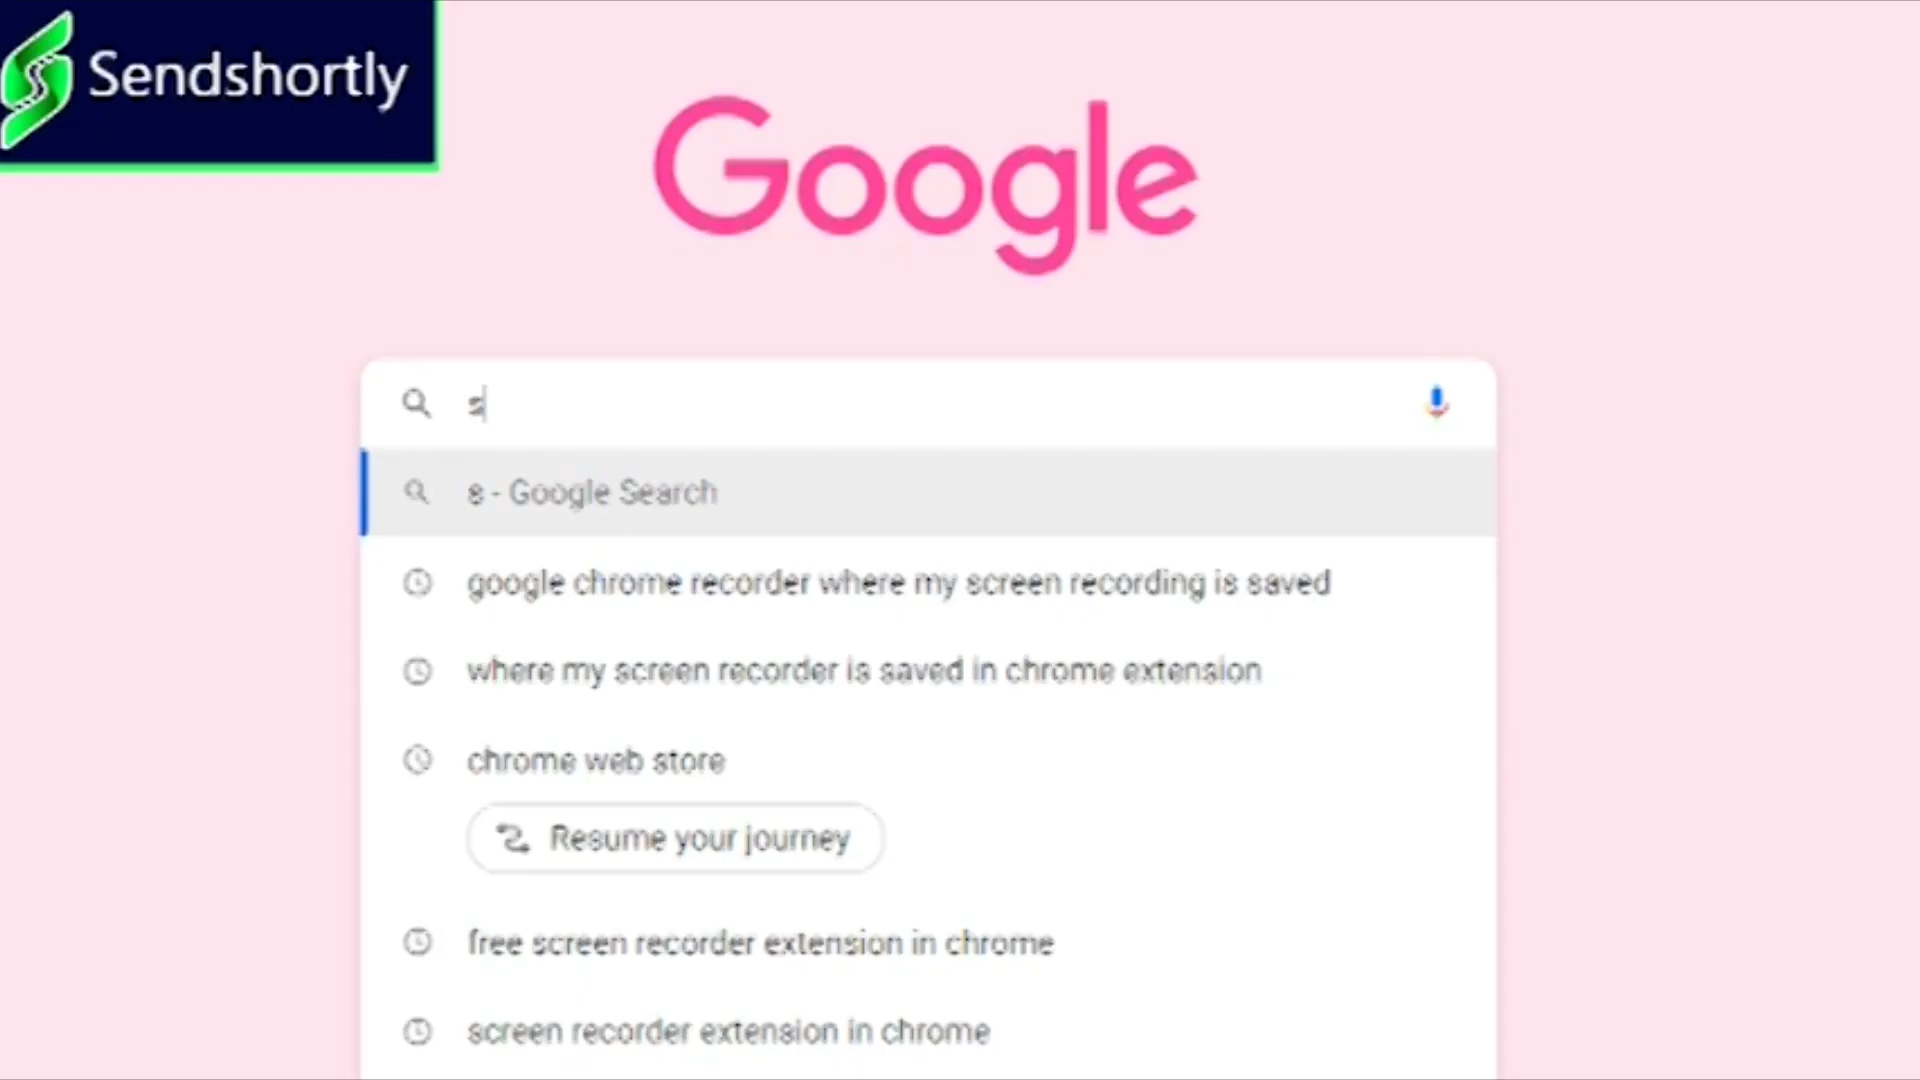 Sendshortly
Google
s
s - Google Search
google chrome recorder where my screen recording is saved
where my screen recorder is saved in chrome extension
chrome web store
Resume your journey
free screen recorder extension in chrome
screen recorder extension in chrome